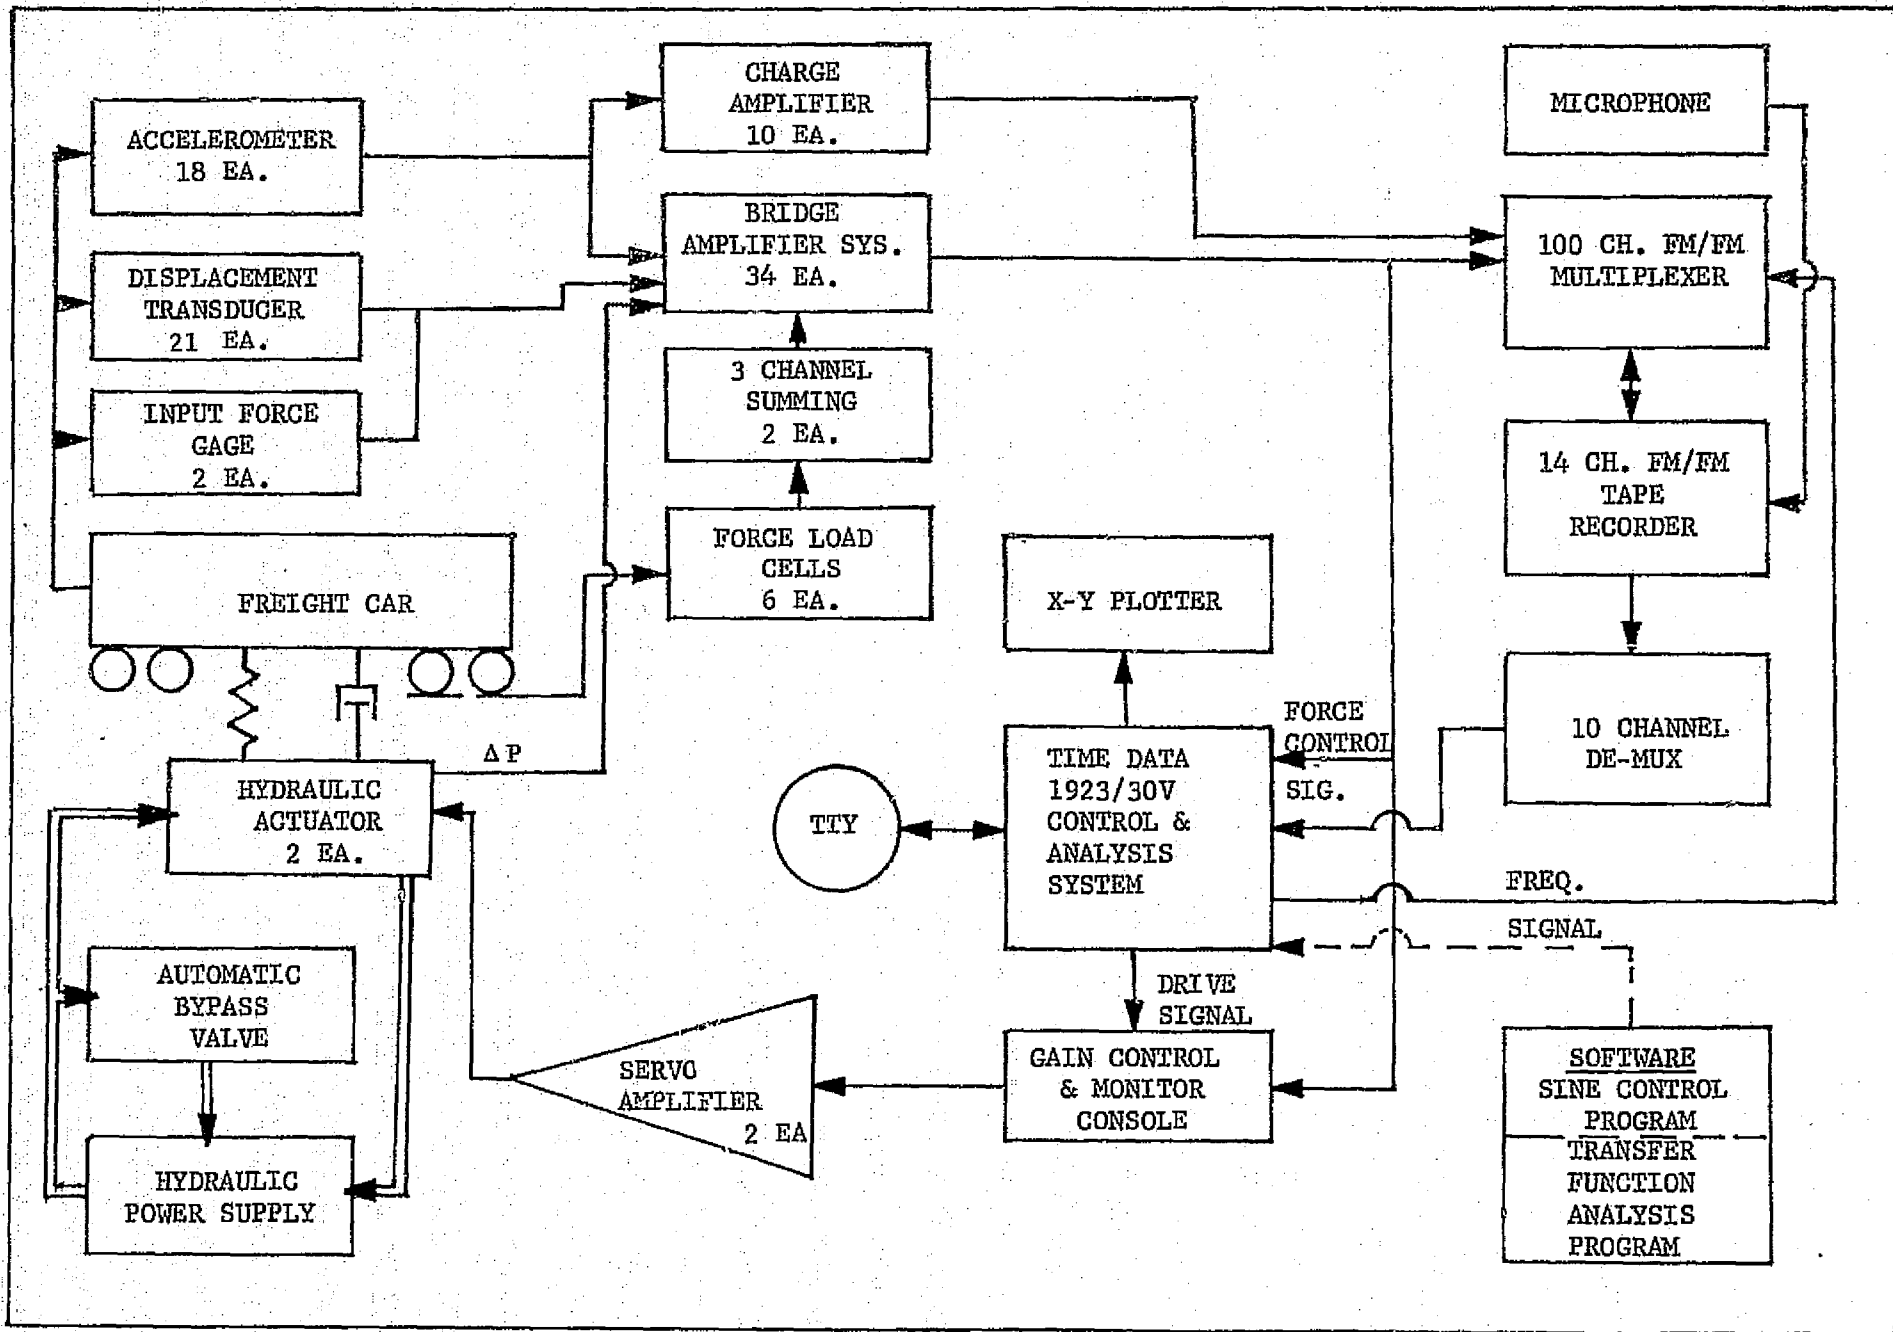 CHARGE
AMPLIFIER
10 EA.
MICROPHONE
ACCELEROMETER
18 EA.
BRIDGE
AMPLIFIER SYS.
34 EA.
100 CH. FM/FM
MULTIPLEXER
DISPLACEMENT
TRANSDUCER
21 EA.
3 CHANNEL
SUMMING
2 EA.
INPUT FORCE
GAGE
2 EA.
14 CH. FM/FM
TAPE
RECORDER
FORCE LOAD
CELLS
6 EA.
FREIGHT CAR
X-Y PLOTTER
FORCE
CONTROL
SIG.
10 CHANNEL
DE-MUX
ΔP
TIME DATA
1923/30V
CONTROL &
ANALYSIS
SYSTEM
HYDRAULIC
ACTUATOR
2 EA.
TTY
FREQ.
SIGNAL
AUTOMATIC
BYPASS
VALVE
DRIVE
SIGNAL
SERVO
AMPLIFIER
2 EA
GAIN CONTROL
& MONITOR
CONSOLE
SOFTWARE
SINE CONTROL
PROGRAM
TRANSFER
FUNCTION
ANALYSIS
PROGRAM
HYDRAULIC
POWER SUPPLY